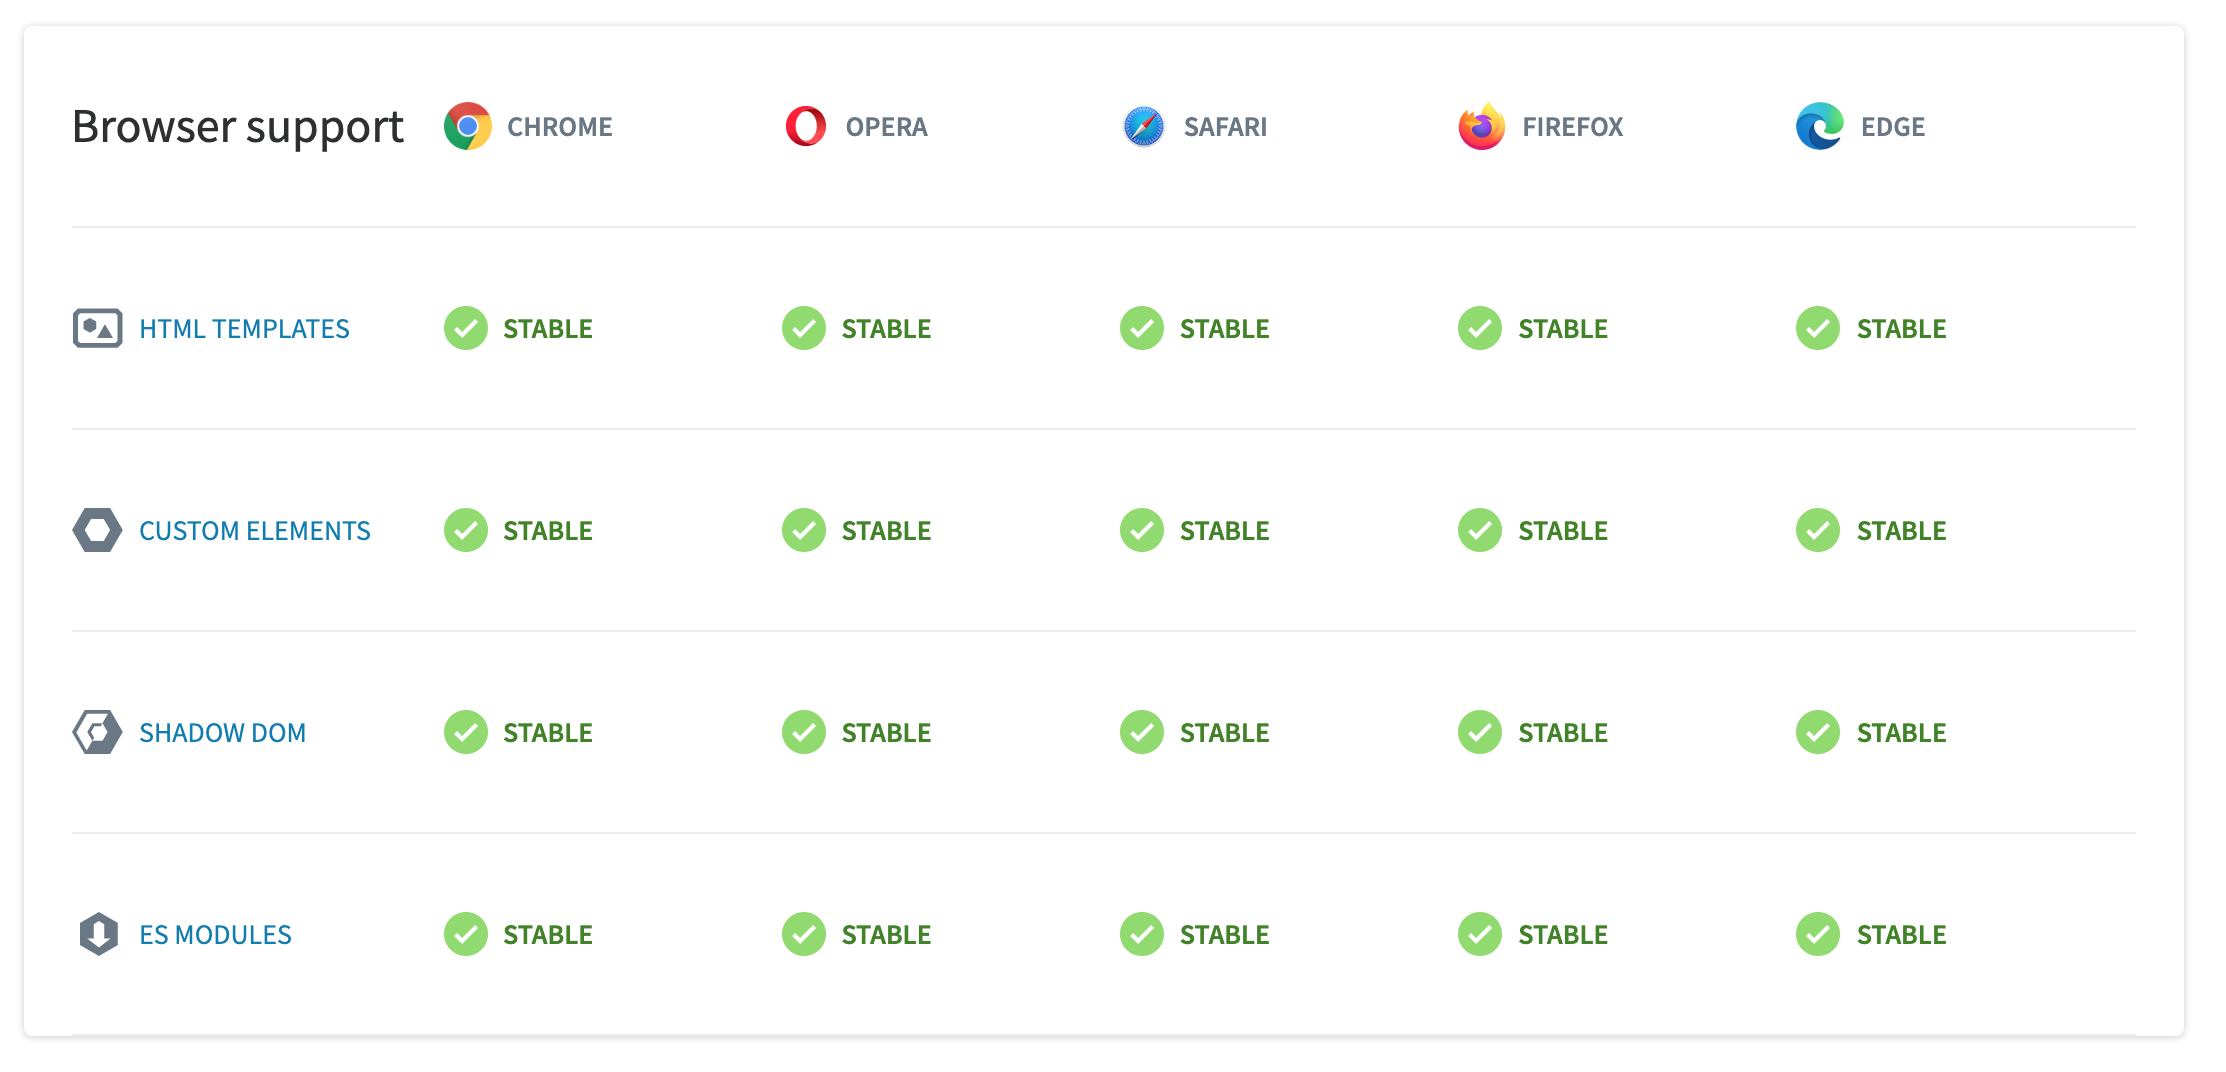 Browser support CHROME OPERA SAFARI FIREFOX EDGE
HTML TEMPLATES STABLE STABLE STABLE STABLE STABLE
CUSTOM ELEMENTS STABLE STABLE STABLE STABLE STABLE
SHADOW DOM STABLE STABLE STABLE STABLE STABLE
ES MODULES STABLE STABLE STABLE STABLE STABLE